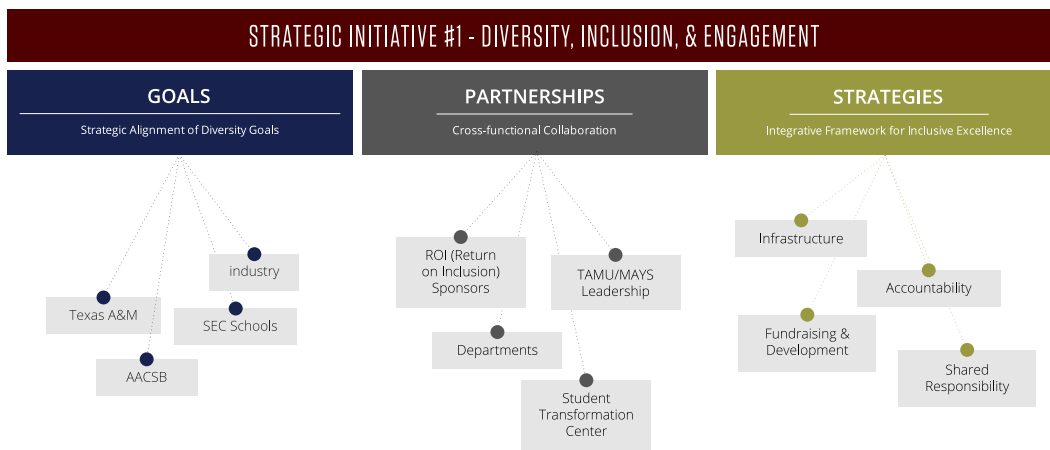 STRATEGIC INITIATIVE #1 - DIVERSITY, INCLUSION, & ENGAGEMENT
GOALS
Strategic Alignment of Diversity Goals
industry
Texas A&M
SEC Schools
AACSB
PARTNERSHIPS
Cross-functional Collaboration
ROI (Return
on Inclusion)
Sponsors
TAMU/MAYS
Leadership
Departments
Student
Transformation
Center
STRATEGIES
Integrative Framework for Inclusive Excellence
Infrastructure
Accountability
Fundraising &
Development
Shared
Responsibility